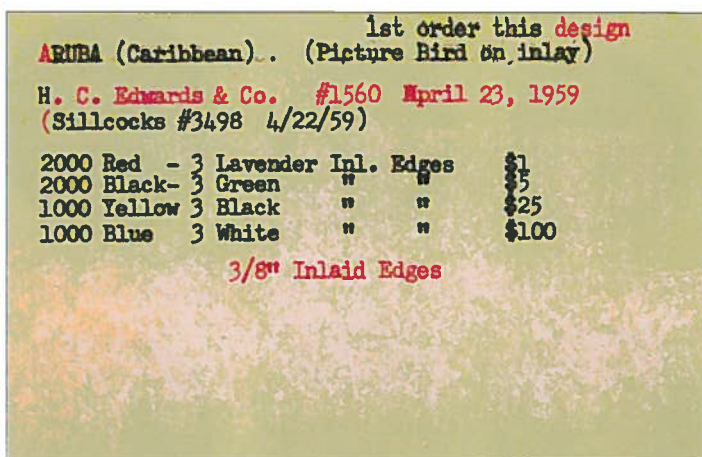 1st order this design
ARUBA (Caribbean) . (Picture Bird on inlay)
H. C. Edwards & Co. #1560 April 23, 1959
(Sillcocks #3498 4/22/59)
2000 Red - 3 Lavender Inl. Edges $1
2000 Black- 3 Green " " $5
1000 Yellow 3 Black " " $25
1000 Blue 3 White " " $100
3/8" Inlaid Edges